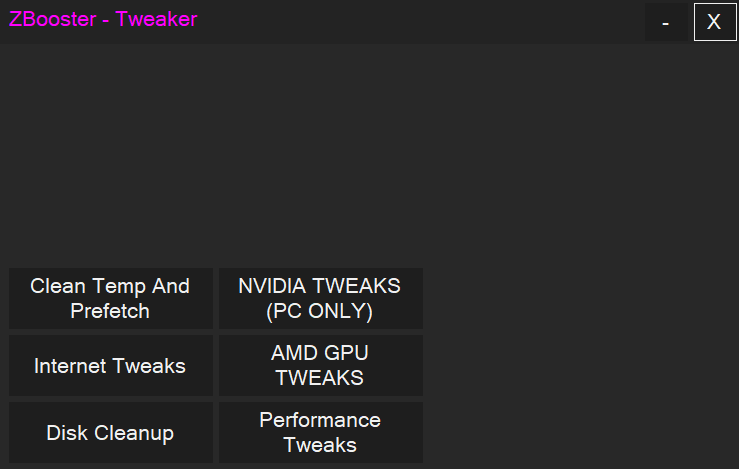 ZBooster - Tweaker
-
X
Clean Temp And
Prefetch
NVIDIA TWEAKS
(PC ONLY)
Internet Tweaks
AMD GPU
TWEAKS
Disk Cleanup
Performance
Tweaks